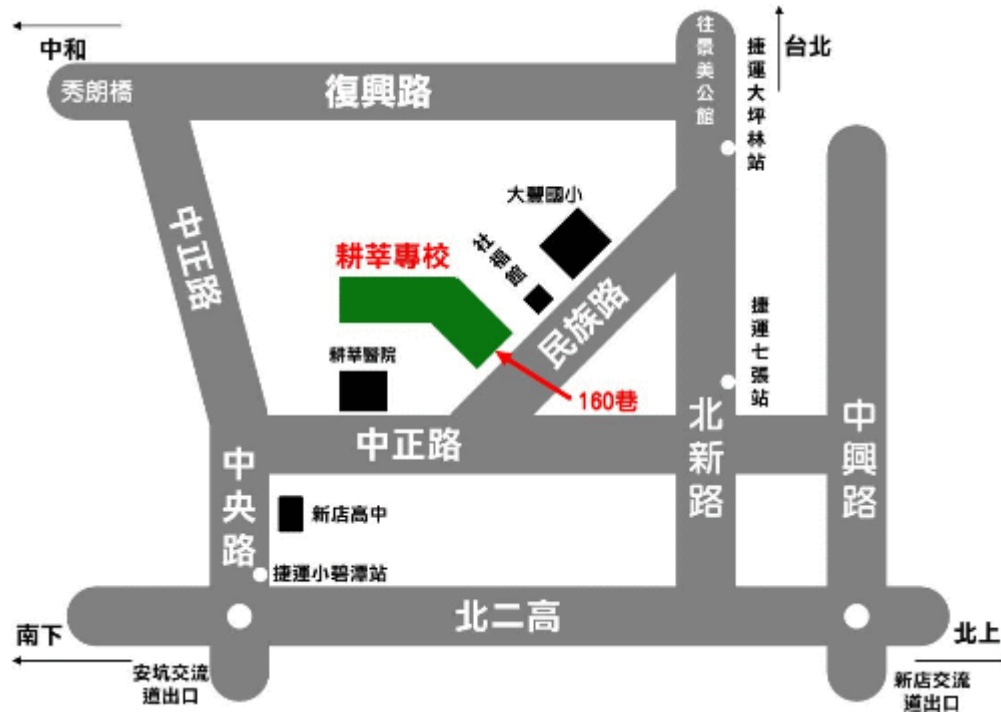 中和
台北
往景美公館
捷運大坪林站
秀朗橋
復興路
大豐國小
社福館
中正路
耕莘專校
民族路
耕莘醫院
160巷
捷運七張站
中正路
北新路
中興路
中央路
新店高中
捷運小碧潭站
北二高
南下
北上
安坑交流
道出口
新店交流
道出口